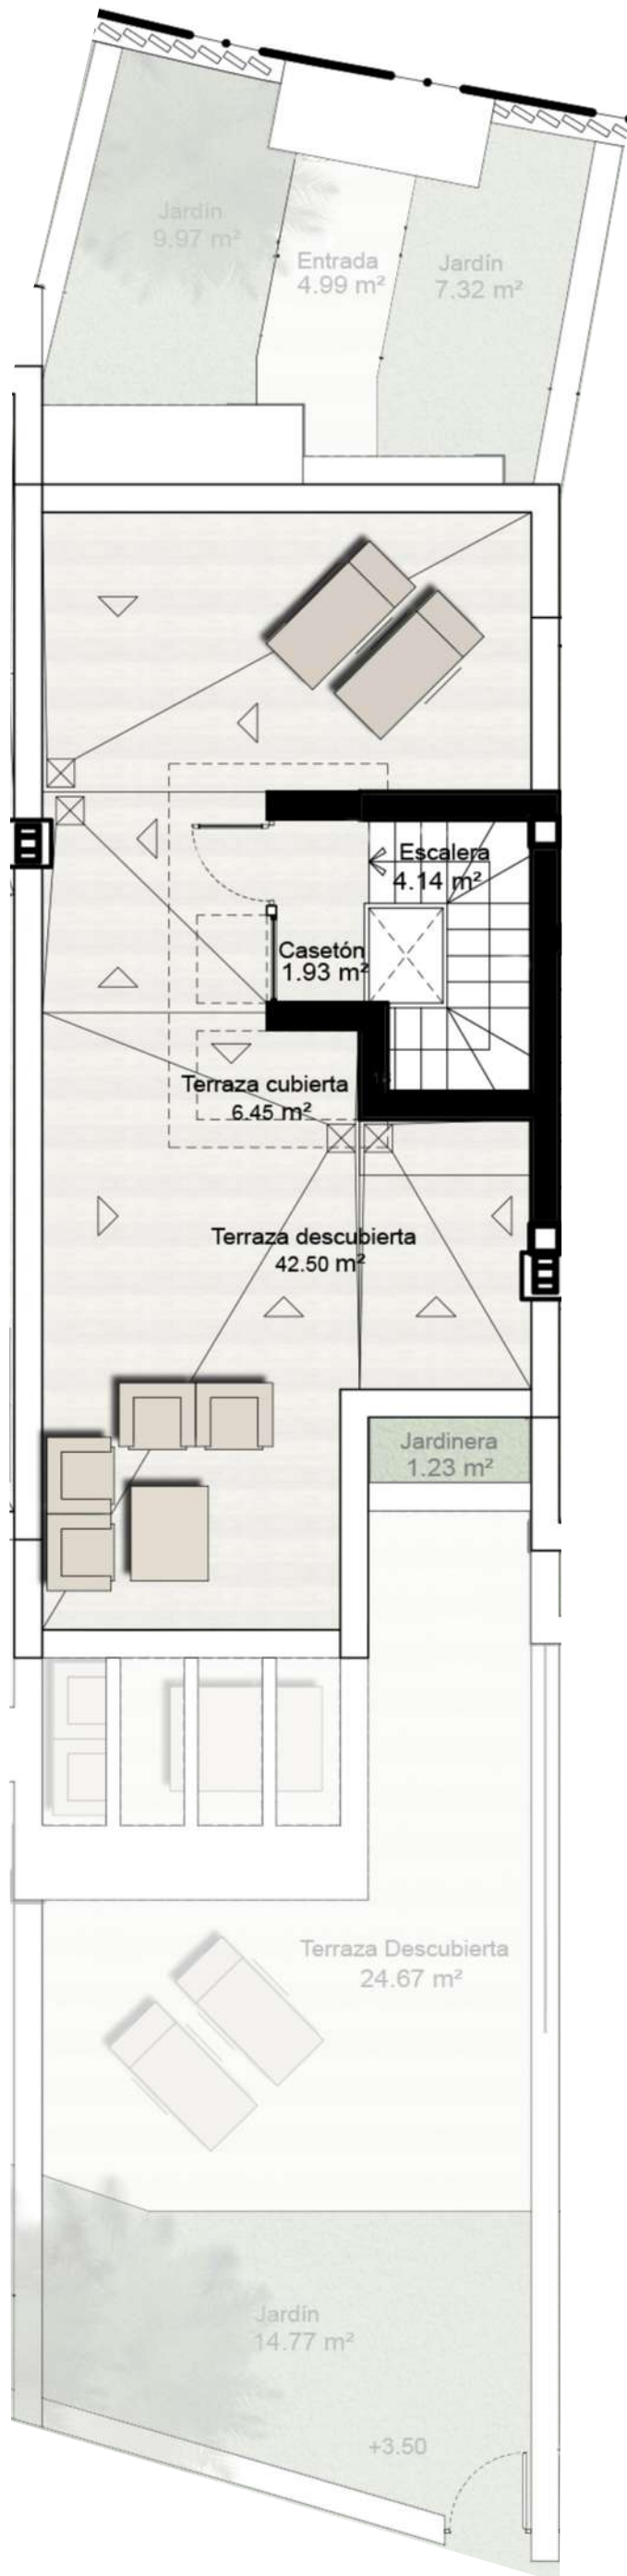 Jardín
9.97 m²
Entrada
4.99 m²
Jardín
7.32 m²
Escalera
4.14 m²
Casetón
1.93 m²
Terraza cubierta
6.45 m²
Terraza descubierta
42.50 m²
Jardinera
1.23 m²
Terraza Descubierta
24.67 m²
Jardín
14.77 m²
+3.50